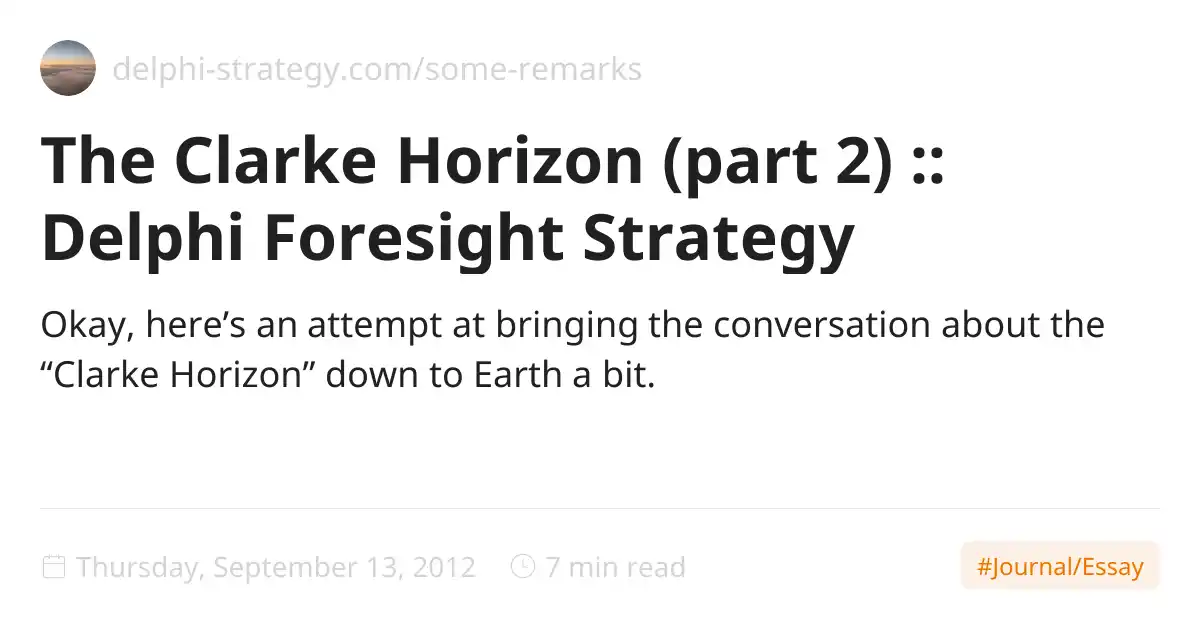 delphi-strategy.com/some-remarks
The Clarke Horizon (part 2) ::
Delphi Foresight Strategy
Okay, here’s an attempt at bringing the conversation about the
“Clarke Horizon” down to Earth a bit.
Thursday, September 13, 2012 7 min read #Journal/Essay